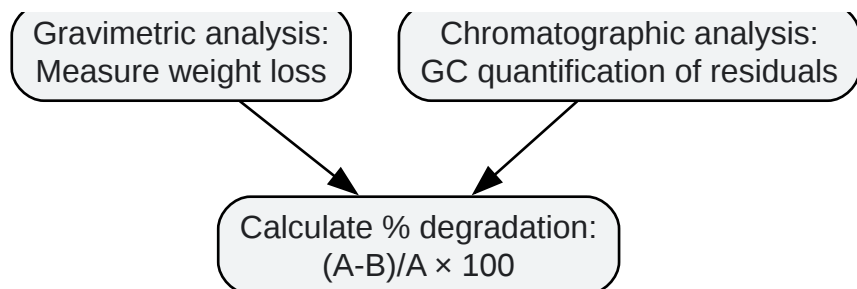 Gravimetric analysis:
Measure weight loss
Chromatographic analysis:
GC quantification of residuals
Calculate % degradation:
(A-B)/A × 100